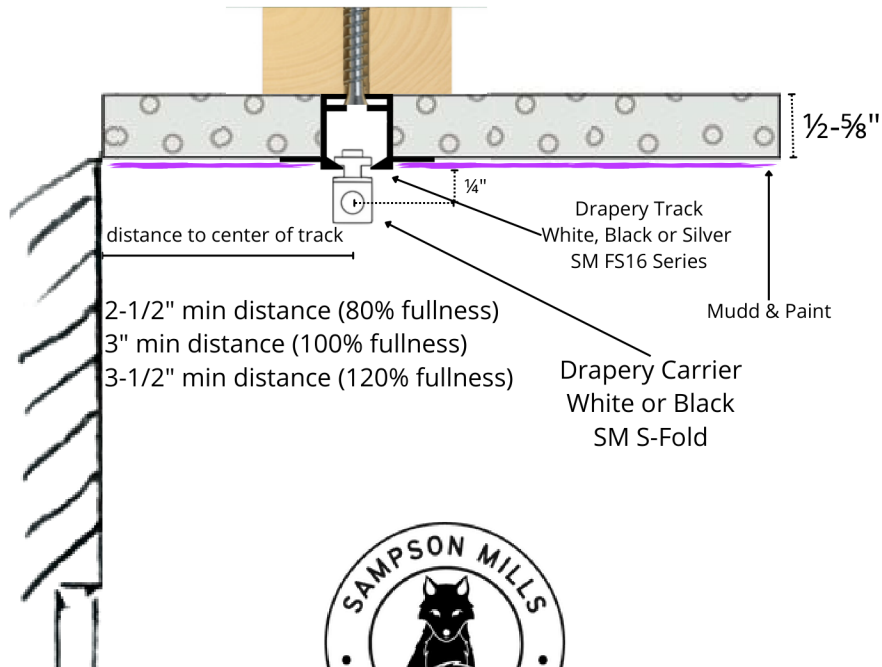 ½-⅝"
¼"
Drapery Track
White, Black or Silver
SM FS16 Series
distance to center of track
2-1/2" min distance (80% fullness)
3" min distance (100% fullness)
3-1/2" min distance (120% fullness)
Mudd & Paint
Drapery Carrier
White or Black
SM S-Fold
SAMPSON MILLS